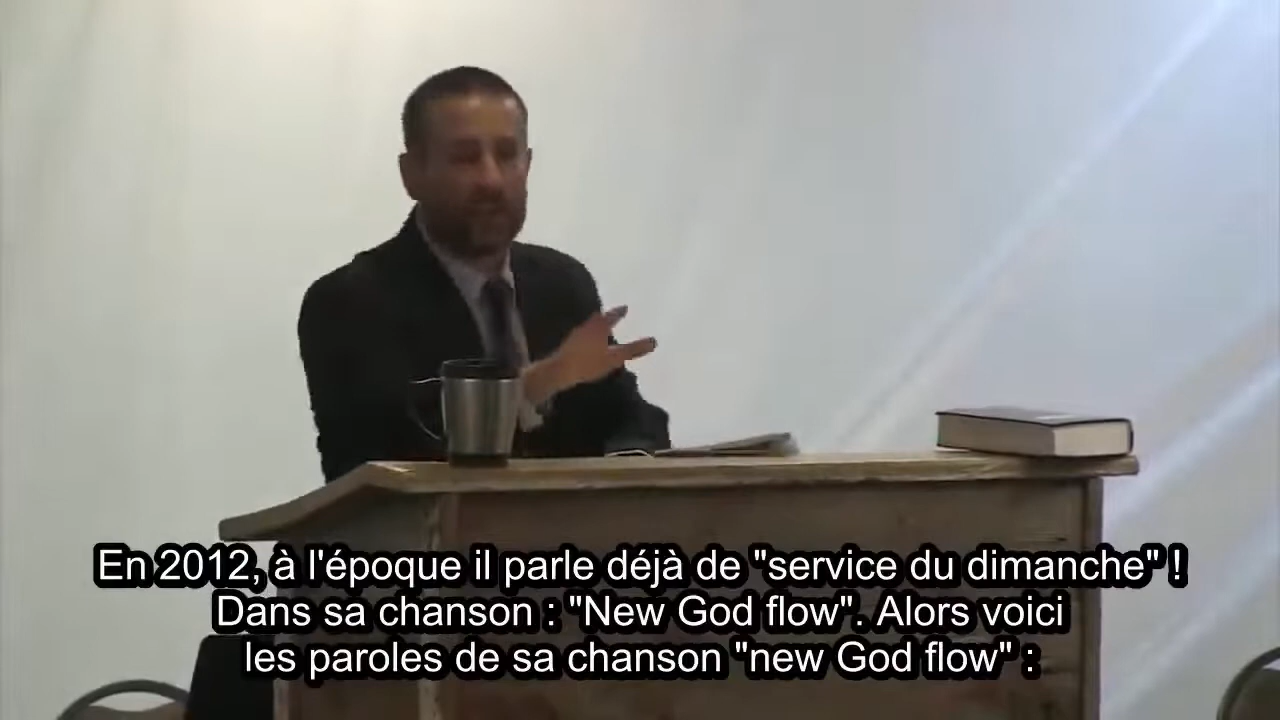 En 2012, à l'époque il parle déjà de "service du dimanche" !
Dans sa chanson : "New God flow". Alors voici
les paroles de sa chanson "new God flow" :